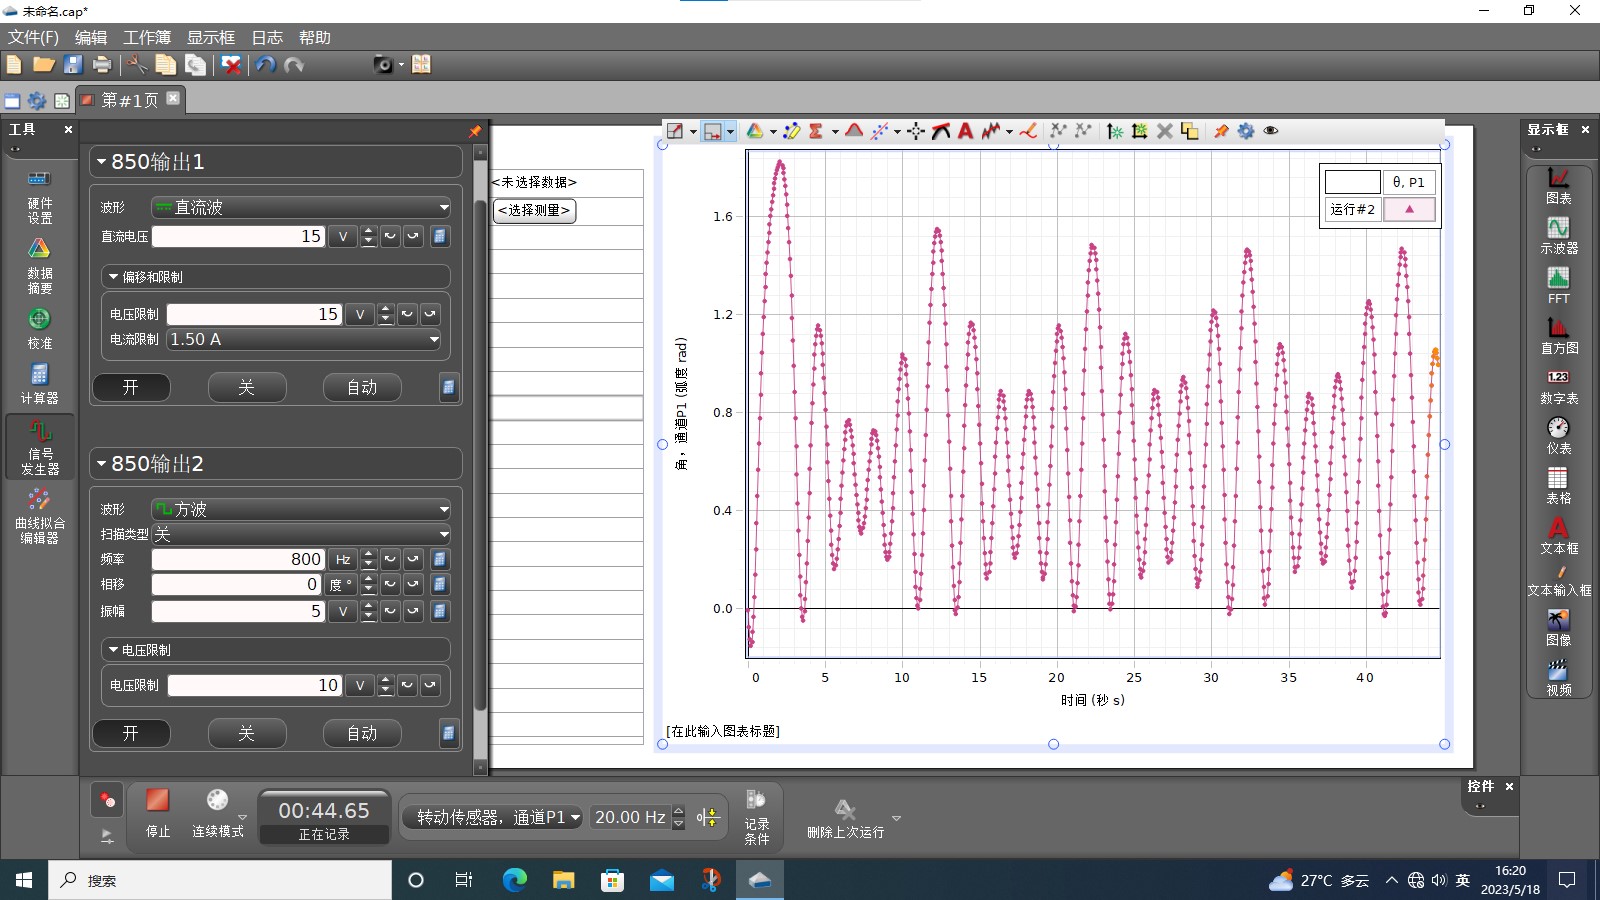 未命名.cap*
文件(F) 编辑 工作簿 显示框 日志 帮助
第#1页
工具
硬件
设置
数据
摘要
校准
计算器
信号
发生器
曲线拟合
编辑器
850输出1
波形 直流波
直流电压 15 V
偏移和限制
电压限制 15 V
电流限制 1.50 A
开 关 自动
850输出2
波形 方波
扫描类型 关
频率 800 Hz
相移 0 度 °
振幅 5 V
电压限制
电压限制 10 V
开 关 自动
<未选择数据>
<选择测量>
θ, P1
运行#2
角，通道P1 (弧度 rad)
1.6
1.2
0.8
0.4
0.0
0 5 10 15 20 25 30 35 40
时间 (秒 s)
[在此输入图表标题]
显示框
图表
示波器
FFT
直方图
1.23
数字表
仪表
表格
A
文本框
文本输入框
图像
视频
控件
停止
连续模式
00:44.65
正在记录
转动传感器，通道P1
20.00 Hz
记录
条件
删除上次运行
搜索
27°C 多云
英
16:20
2023/5/18